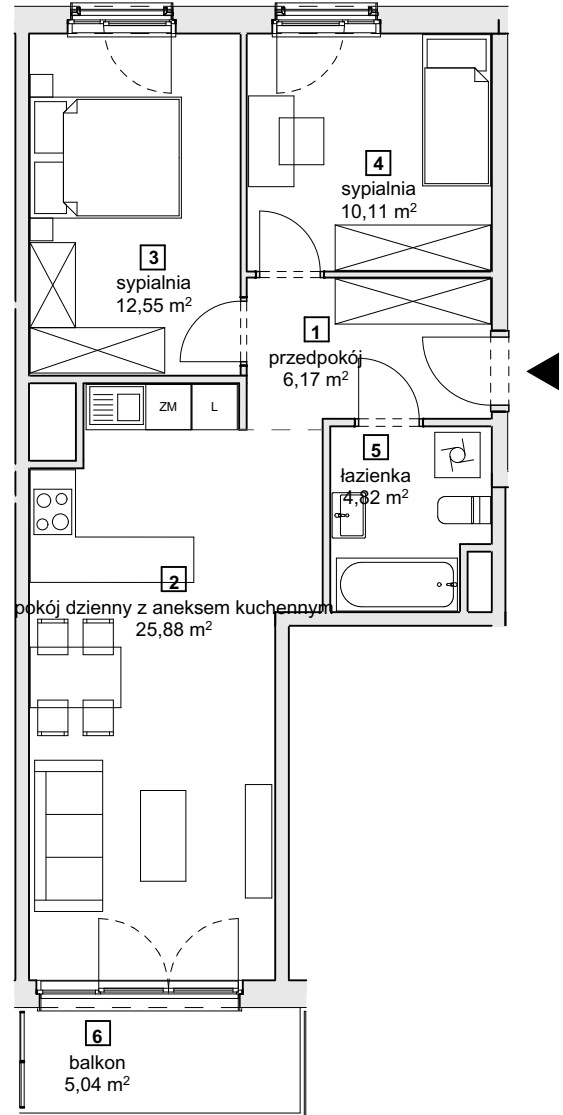 4
sypialnia
10,11 m²
3
sypialnia
12,55 m²
1
przedpokój
6,17 m²
ZM
L
5
łazienka
4,82 m²
2
pokój dzienny z aneksem kuchennym
25,88 m²
6
balkon
5,04 m²